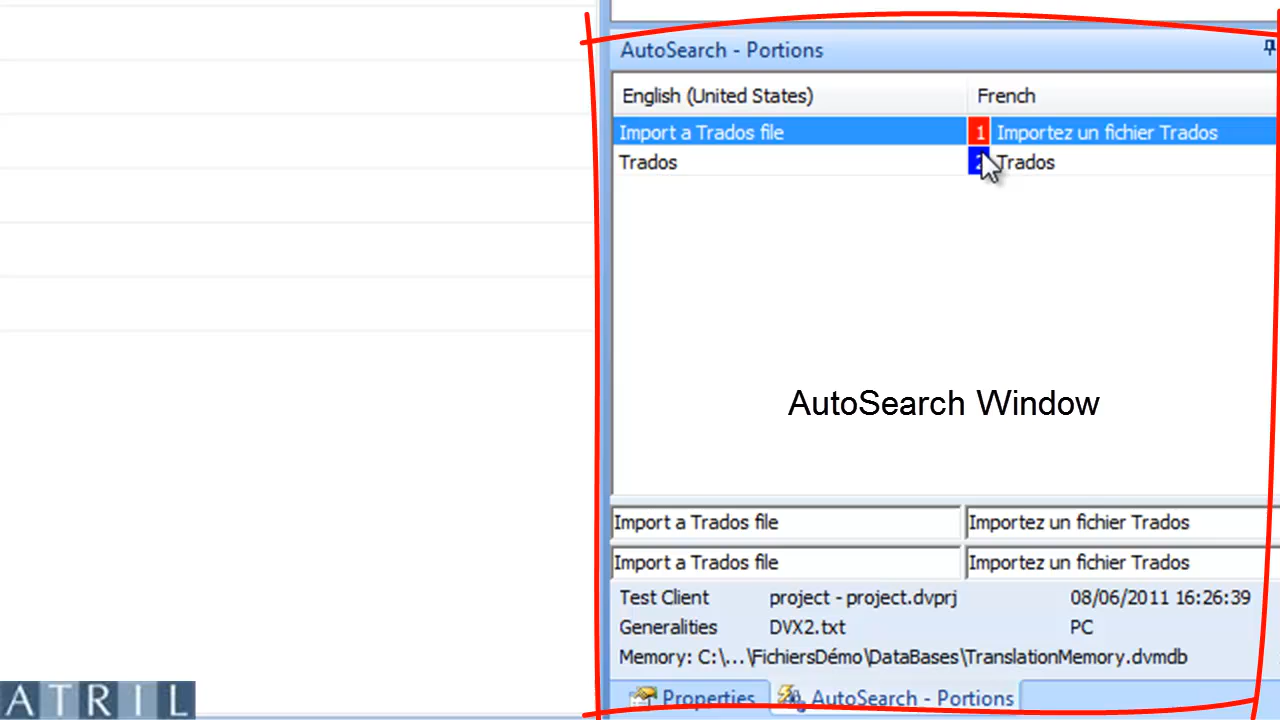 AutoSearch - Portions
English (United States) French
Import a Trados file 1 Importez un fichier Trados
Trados 2 Trados
AutoSearch Window
Import a Trados file Importez un fichier Trados
Import a Trados file Importez un fichier Trados
Test Client project - project.dvprj 08/06/2011 16:26:39
Generalities DVX2.txt PC
Memory: C:\...\FichiersDémo\DataBases\TranslationMemory.dvmdb
Properties AutoSearch - Portions
ATRIL